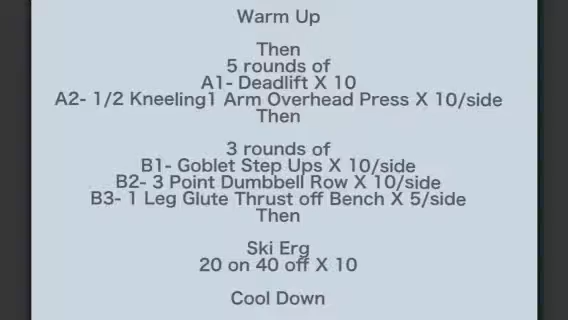 Warm Up
Then
5 rounds of
A1- Deadlift X 10
A2- 1/2 Kneeling1 Arm Overhead Press X 10/side
Then
3 rounds of
B1- Goblet Step Ups X 10/side
B2- 3 Point Dumbbell Row X 10/side
B3- 1 Leg Glute Thrust off Bench X 5/side
Then
Ski Erg
20 on 40 off X 10
Cool Down